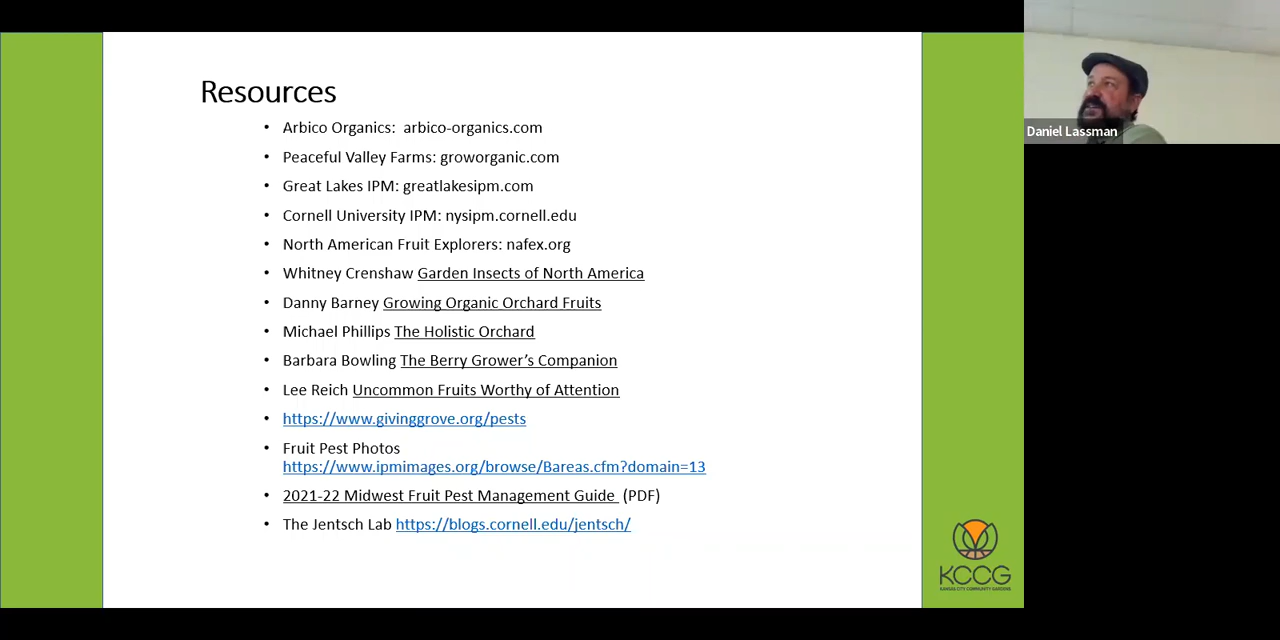 Resources
• Arbico Organics:  arbico-organics.com
• Peaceful Valley Farms: groworganic.com
• Great Lakes IPM: greatlakesipm.com
• Cornell University IPM: nysipm.cornell.edu
• North American Fruit Explorers: nafex.org
• Whitney Crenshaw Garden Insects of North America
• Danny Barney Growing Organic Orchard Fruits
• Michael Phillips The Holistic Orchard
• Barbara Bowling The Berry Grower’s Companion
• Lee Reich Uncommon Fruits Worthy of Attention
• https://www.givinggrove.org/pests
• Fruit Pest Photos
https://www.ipmimages.org/browse/Bareas.cfm?domain=13
• 2021-22 Midwest Fruit Pest Management Guide  (PDF)
• The Jentsch Lab https://blogs.cornell.edu/jentsch/
KCCG
KANSAS CITY COMMUNITY GARDENS
Daniel Lassman